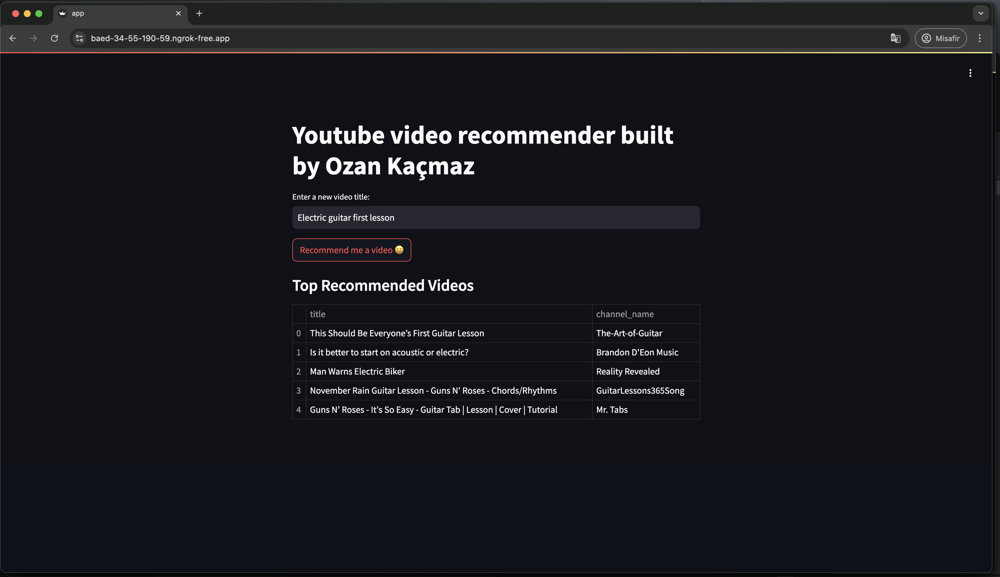 app
baed-34-55-190-59.ngrok-free.app
Misafir
Youtube video recommender built
by Ozan Kaçmaz
Enter a new video title:
Electric guitar first lesson
Recommend me a video 😀
Top Recommended Videos
title channel_name
0 This Should Be Everyone’s First Guitar Lesson The-Art-of-Guitar
1 Is it better to start on acoustic or electric? Brandon D'Eon Music
2 Man Warns Electric Biker Reality Revealed
3 November Rain Guitar Lesson - Guns N' Roses - Chords/Rhythms GuitarLessons365Song
4 Guns N’ Roses - It's So Easy - Guitar Tab | Lesson | Cover | Tutorial Mr. Tabs